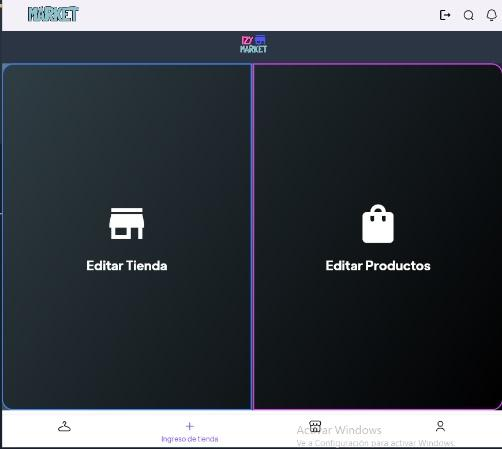 MARKET
IZY
MARKET
Editar Tienda
Editar Productos
Ingreso de tienda
Activar Windows
Ve a Configuración para activar Windows.